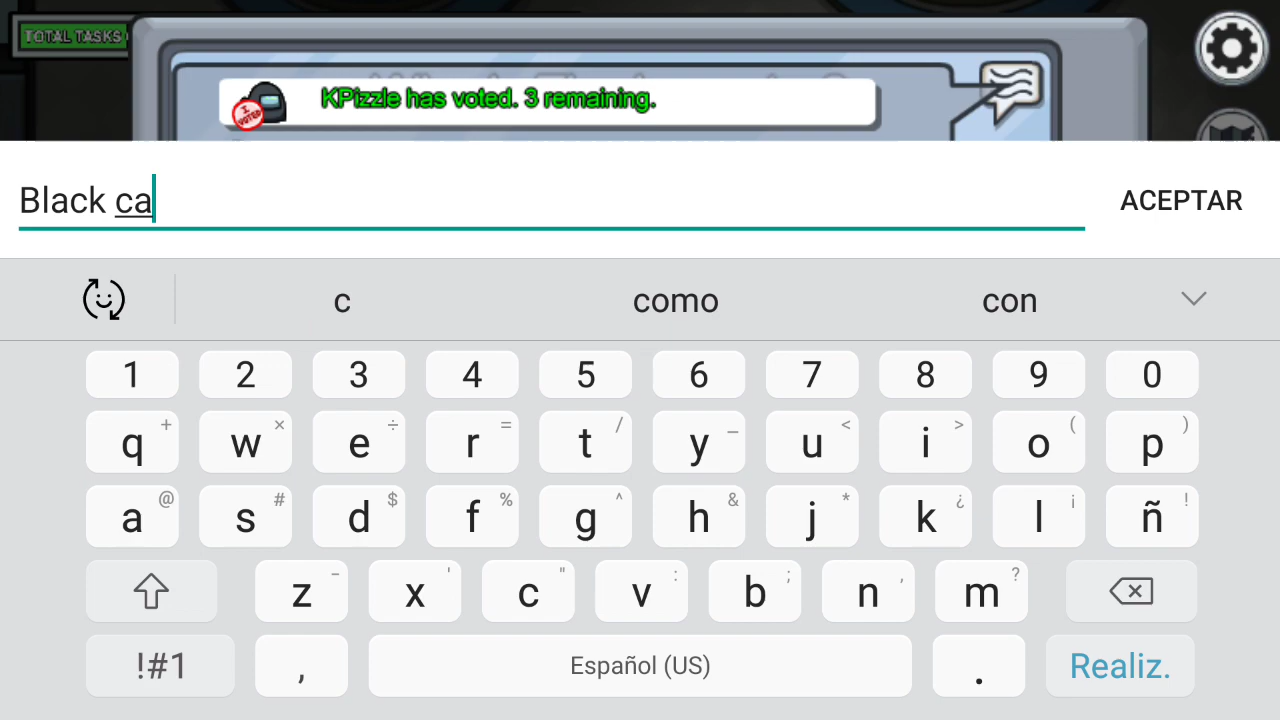 TOTAL TASKS
I VOTED
KPizzle has voted. 3 remaining.
Black ca
ACEPTAR
c como con
1 2 3 4 5 6 7 8 9 0
q + w × e ÷ r = t / y _ u < i > o ( p )
a @ s # d $ f % g ^ h & j * k ¿ l ¡ ñ !
z - x ' c " v : b ; n , m ?
!#1 , Español (US) . Realiz.